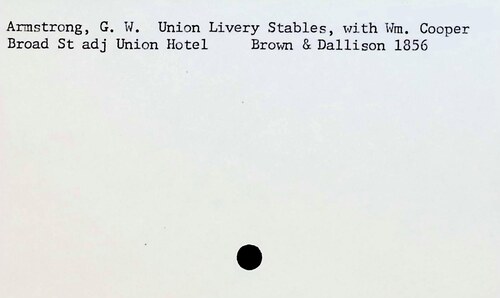 Armstrong, G. W.  Union Livery Stables, with Wm. Cooper
Broad St adj Union Hotel     Brown & Dallison 1856